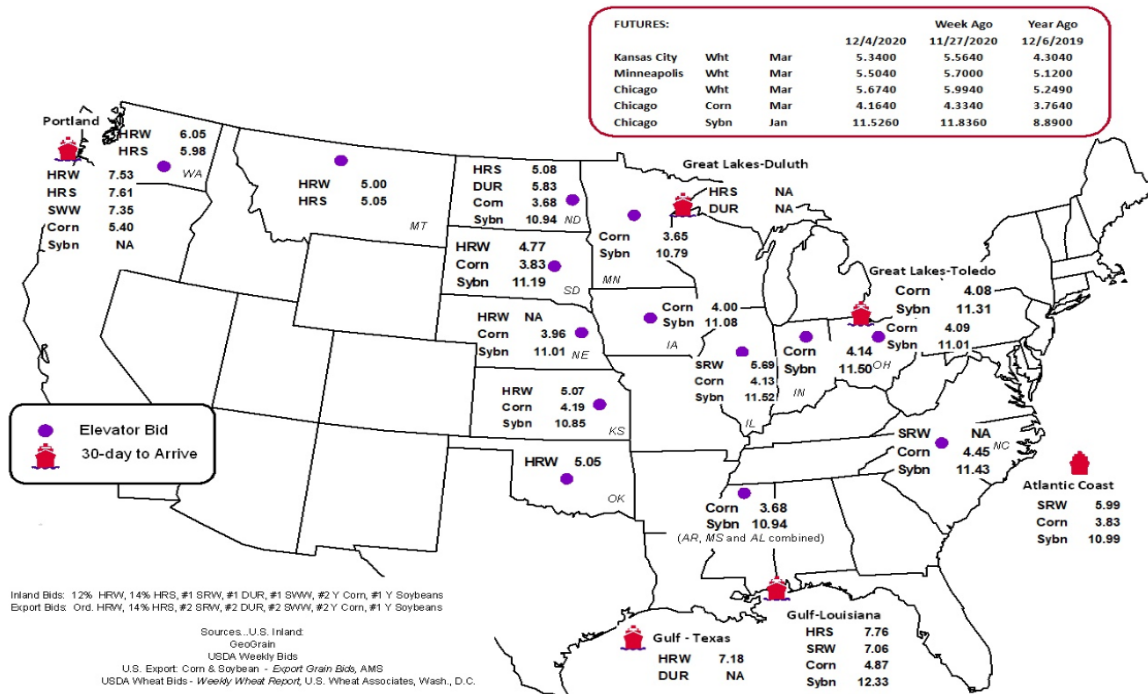 FUTURES: Week Ago Year Ago
12/4/2020 11/27/2020 12/6/2019
Kansas City Wht Mar 5.3400 5.5640 4.3040
Minneapolis Wht Mar 5.5040 5.7000 5.1200
Chicago Wht Mar 5.6740 5.9940 5.2490
Chicago Corn Mar 4.1640 4.3340 3.7640
Chicago Sybn Jan 11.5260 11.8360 8.8900
Portland
HRW 7.53
HRS 7.61
SWW 7.35
Corn 5.40
Sybn NA
HRW 6.05
HRS 5.98
WA
HRW 5.00
HRS 5.05
MT
HRS 5.08
DUR 5.83
Corn 3.68
Sybn 10.94 ND
Great Lakes-Duluth
HRS NA
DUR NA
Corn 3.65
Sybn 10.79
MN
HRW 4.77
Corn 3.83
Sybn 11.19
SD
Great Lakes-Toledo
Corn 4.08
Sybn 11.31
HRW NA
Corn 3.96
Sybn 11.01 NE
Corn 4.00
Sybn 11.08
IA
SRW 5.69
Corn 4.13
Sybn 11.52
IL
Corn 4.14
Sybn 11.50
IN
Corn 4.09
Sybn 11.01
OH
HRW 5.07
Corn 4.19
Sybn 10.85
KS
Elevator Bid
30-day to Arrive
HRW 5.05
OK
SRW NA
Corn 4.45 NC
Sybn 11.43
Atlantic Coast
SRW 5.99
Corn 3.83
Sybn 10.99
Corn 3.68
Sybn 10.94
(AR, MS and AL combined)
Gulf-Louisiana
HRS 7.76
SRW 7.06
Corn 4.87
Sybn 12.33
Gulf - Texas
HRW 7.18
DUR NA
Inland Bids: 12% HRW, 14% HRS, #1 SRW, #1 DUR, #1 SWW, #2 Y Corn, #1 Y Soybeans
Export Bids: Ord. HRW, 14% HRS, #2 SRW, #2 DUR, #2 SWW, #2 Y Corn, #1 Y Soybeans
Sources...U.S. Inland:
GeoGrain
USDA Weekly Bids
U.S. Export: Corn & Soybean - Export Grain Bids, AMS
USDA Wheat Bids - Weekly Wheat Report, U.S. Wheat Associates, Wash., D.C.